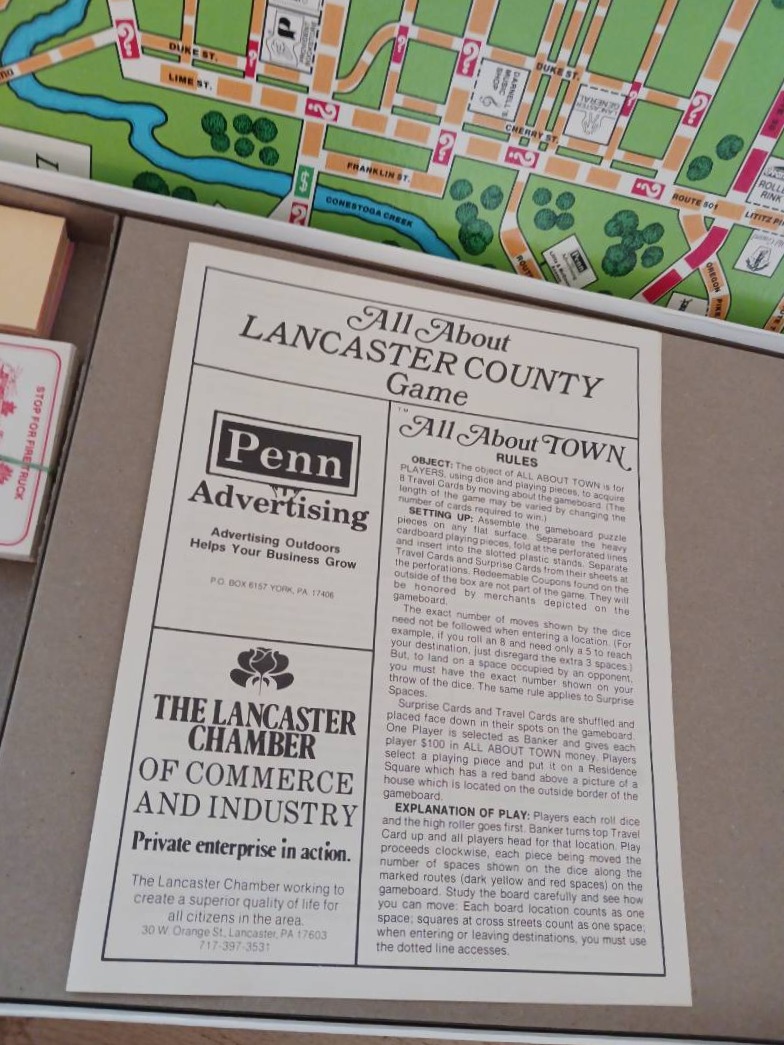 DUKE ST.
LIME ST.
DUKE ST.
DARNELL'S
MUSIC
SHOP
LANCASTER
GENERAL
CHERRY ST.
FRANKLIN ST.
CONESTOGA CREEK
ROUTE 501
LITITZ
ROLL
RINK
OREGON PIKE
Penn
STOP FOR FIRETRUCK
All About
LANCASTER COUNTY
Game
Penn
Advertising
Advertising Outdoors
Helps Your Business Grow
P.O. BOX 6157 YORK, PA. 17406
THE LANCASTER
CHAMBER
OF COMMERCE
AND INDUSTRY
Private enterprise in action.
The Lancaster Chamber working to
create a superior quality of life for
all citizens in the area.
30 W. Orange St., Lancaster, PA 17603
717-397-3531
TM
All About TOWN
RULES
OBJECT: The object of ALL ABOUT TOWN is for
PLAYERS, using dice and playing pieces, to acquire
8 Travel Cards by moving about the gameboard. (The
length of the game may be varied by changing the
number of cards required to win.)
SETTING UP: Assemble the gameboard puzzle
pieces on any flat surface. Separate the heavy
cardboard playing pieces, fold at the perforated lines
and insert into the slotted plastic stands. Separate
Travel Cards and Surprise Cards from their sheets at
the perforations. Redeemable Coupons found on the
outside of the box are not part of the game. They will
be honored by merchants depicted on the
gameboard.
The exact number of moves shown by the dice
need not be followed when entering a location. (For
example, if you roll an 8 and need only a 5 to reach
your destination, just disregard the extra 3 spaces.)
But, to land on a space occupied by an opponent,
you must have the exact number shown on your
throw of the dice. The same rule applies to Surprise
Spaces.
Surprise Cards and Travel Cards are shuffled and
placed face down in their spots on the gameboard.
One Player is selected as Banker and gives each
player $100 in ALL ABOUT TOWN money. Players
select a playing piece and put it on a Residence
Square which has a red band above a picture of a
house which is located on the outside border of the
gameboard.
EXPLANATION OF PLAY: Players each roll dice
and the high roller goes first. Banker turns top Travel
Card up and all players head for that location. Play
proceeds clockwise, each piece being moved the
number of spaces shown on the dice along the
marked routes (dark yellow and red spaces) on the
gameboard. Study the board carefully and see how
you can move: Each board location counts as one
space; squares at cross streets count as one space;
when entering or leaving destinations, you must use
the dotted line accesses.